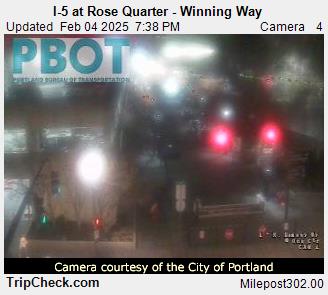 I-5 at Rose Quarter - Winning Way
Updated Feb 04 2025 7:38 PM Camera 4
PBOT
PORTLAND BUREAU OF TRANSPORTATION
Camera courtesy of the City of Portland
TripCheck.com Milepost302.00